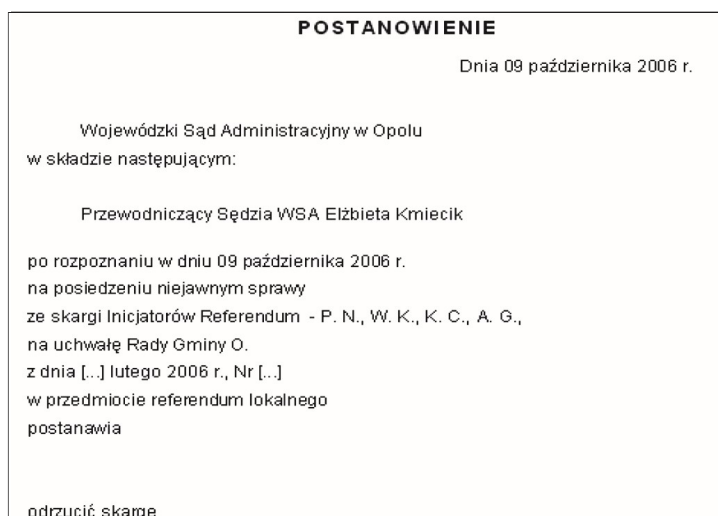 POSTANOWIENIE
Dnia 09 października 2006 r.
Wojewódzki Sąd Administracyjny w Opolu
w składzie następującym:
Przewodniczący Sędzia WSA Elżbieta Kmiecik
po rozpoznaniu w dniu 09 października 2006 r.
na posiedzeniu niejawnym sprawy
ze skargi Inicjatorów Referendum - P. N., W. K., K. C., A. G.,
na uchwałę Rady Gminy O.
z dnia [...] lutego 2006 r., Nr [...]
w przedmiocie referendum lokalnego
postanawia
odrzucić skargę